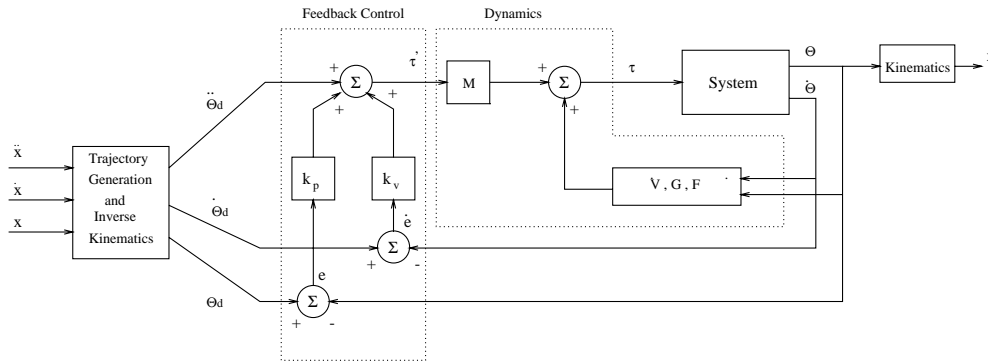 Feedback Control
Dynamics
+
Σ
+
+
τ'
M
+
Σ
+
τ
System
Θ
Θ̇
Kinematics
Θ̈d
ẍ
ẋ
x
Trajectory
Generation
and
Inverse
Kinematics
kp
kv
V , G , F
Θ̇d
ė
Σ
+
-
e
Θd
Σ
+
-